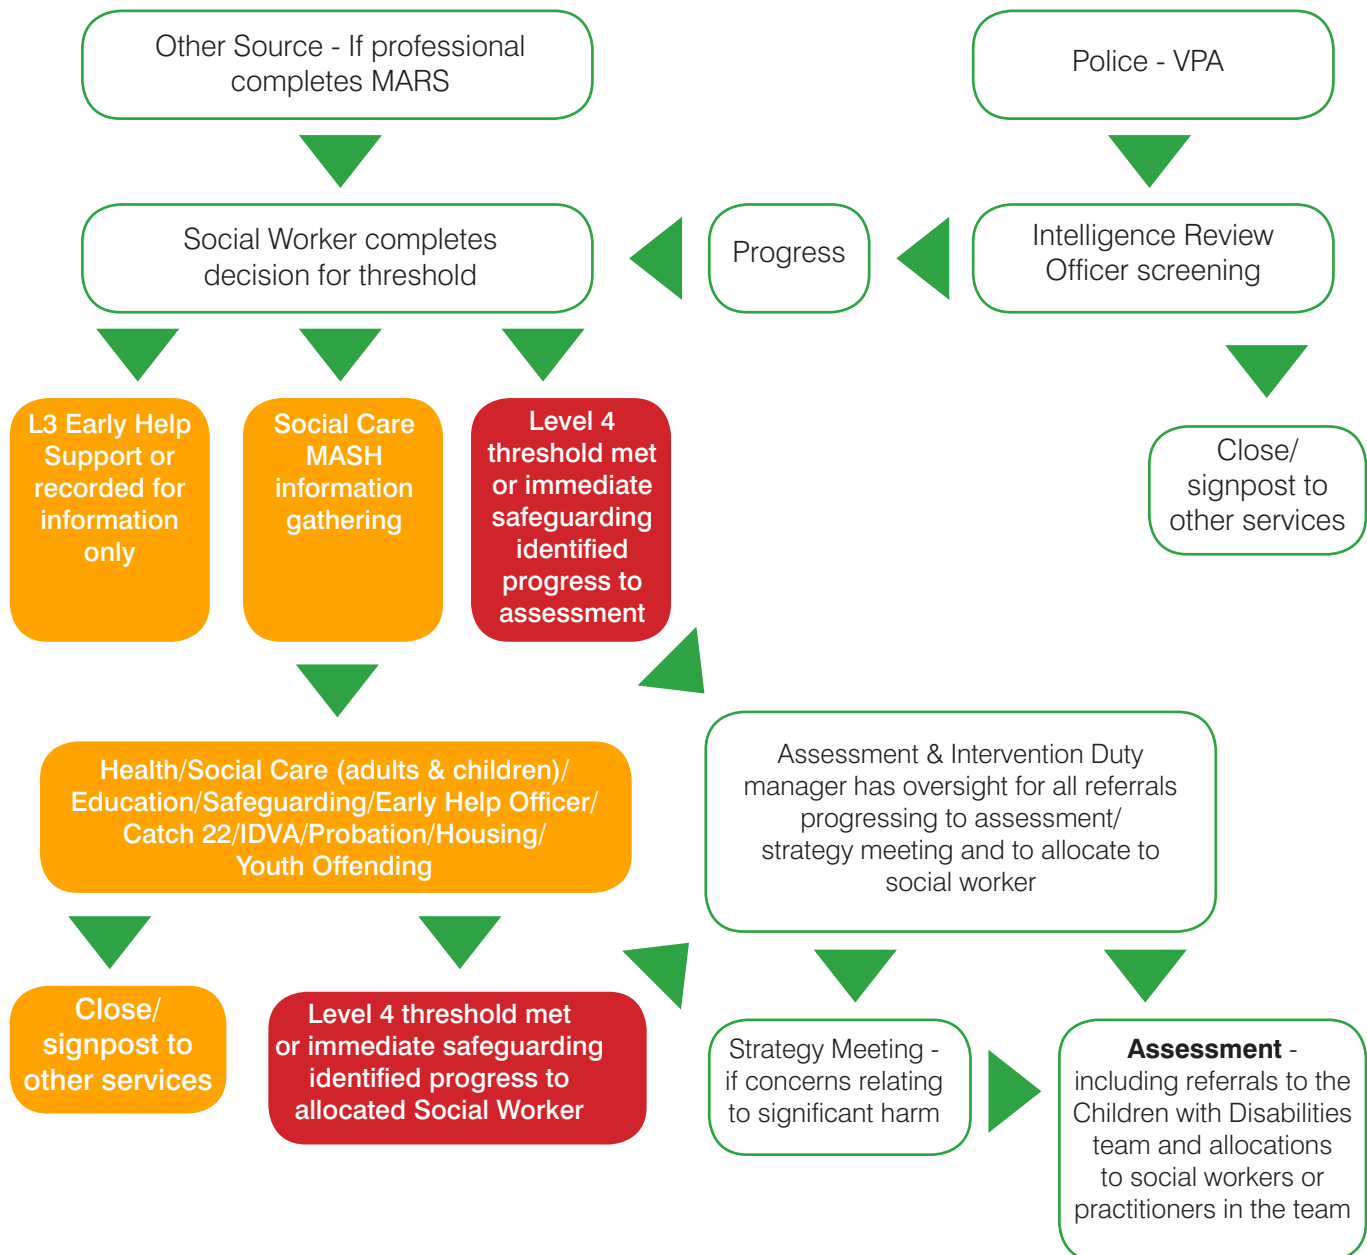 Other Source - If professional
completes MARS
Police - VPA
Social Worker completes
decision for threshold
Progress
Intelligence Review
Officer screening
L3 Early Help
Support or
recorded for
information
only
Social Care
MASH
information
gathering
Level 4
threshold met
or immediate
safeguarding
identified
progress to
assessment
Close/
signpost to
other services
Health/Social Care (adults & children)/
Education/Safeguarding/Early Help Officer/
Catch 22/IDVA/Probation/Housing/
Youth Offending
Assessment & Intervention Duty
manager has oversight for all referrals
progressing to assessment/
strategy meeting and to allocate to
social worker
Close/
signpost to
other services
Level 4 threshold met
or immediate safeguarding
identified progress to
allocated Social Worker
Strategy Meeting -
if concerns relating
to significant harm
Assessment -
including referrals to the
Children with Disabilities
team and allocations
to social workers or
practitioners in the team